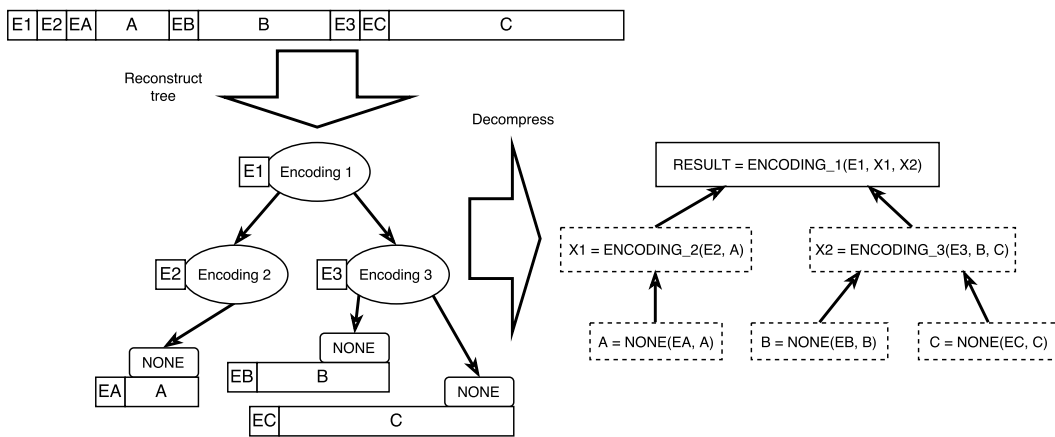 E1 E2 EA A EB B E3 EC C
Reconstruct
tree
Decompress
E1 Encoding 1
RESULT = ENCODING_1(E1, X1, X2)
E2 Encoding 2
E3 Encoding 3
X1 = ENCODING_2(E2, A)
X2 = ENCODING_3(E3, B, C)
NONE
EA A
NONE
EB B
NONE
EC C
A = NONE(EA, A)
B = NONE(EB, B)
C = NONE(EC, C)